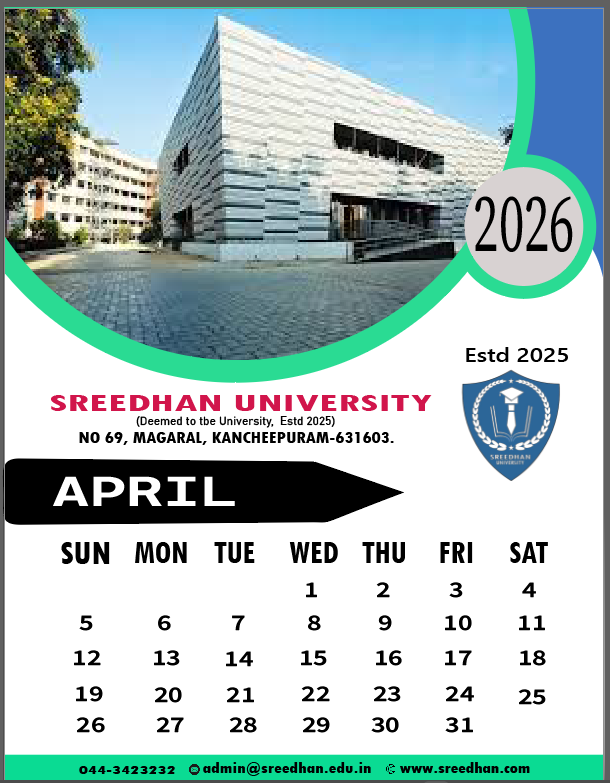 2026
Estd 2025
SREEDHAN UNIVERSITY
(Deemed to the Uiversity, Estd 2025)
NO 69, MAGARAL, KANCHEEPURAM-631603.
SREEDHAN
UNIVERSITY
APRIL
SUN MON TUE WED THU FRI SAT
1 2 3 4
5 6 7 8 9 10 11
12 13 14 15 16 17 18
19 20 21 22 23 24 25
26 27 28 29 30 31
044-3423232 admin@sreedhan.edu.in www.sreedhan.com